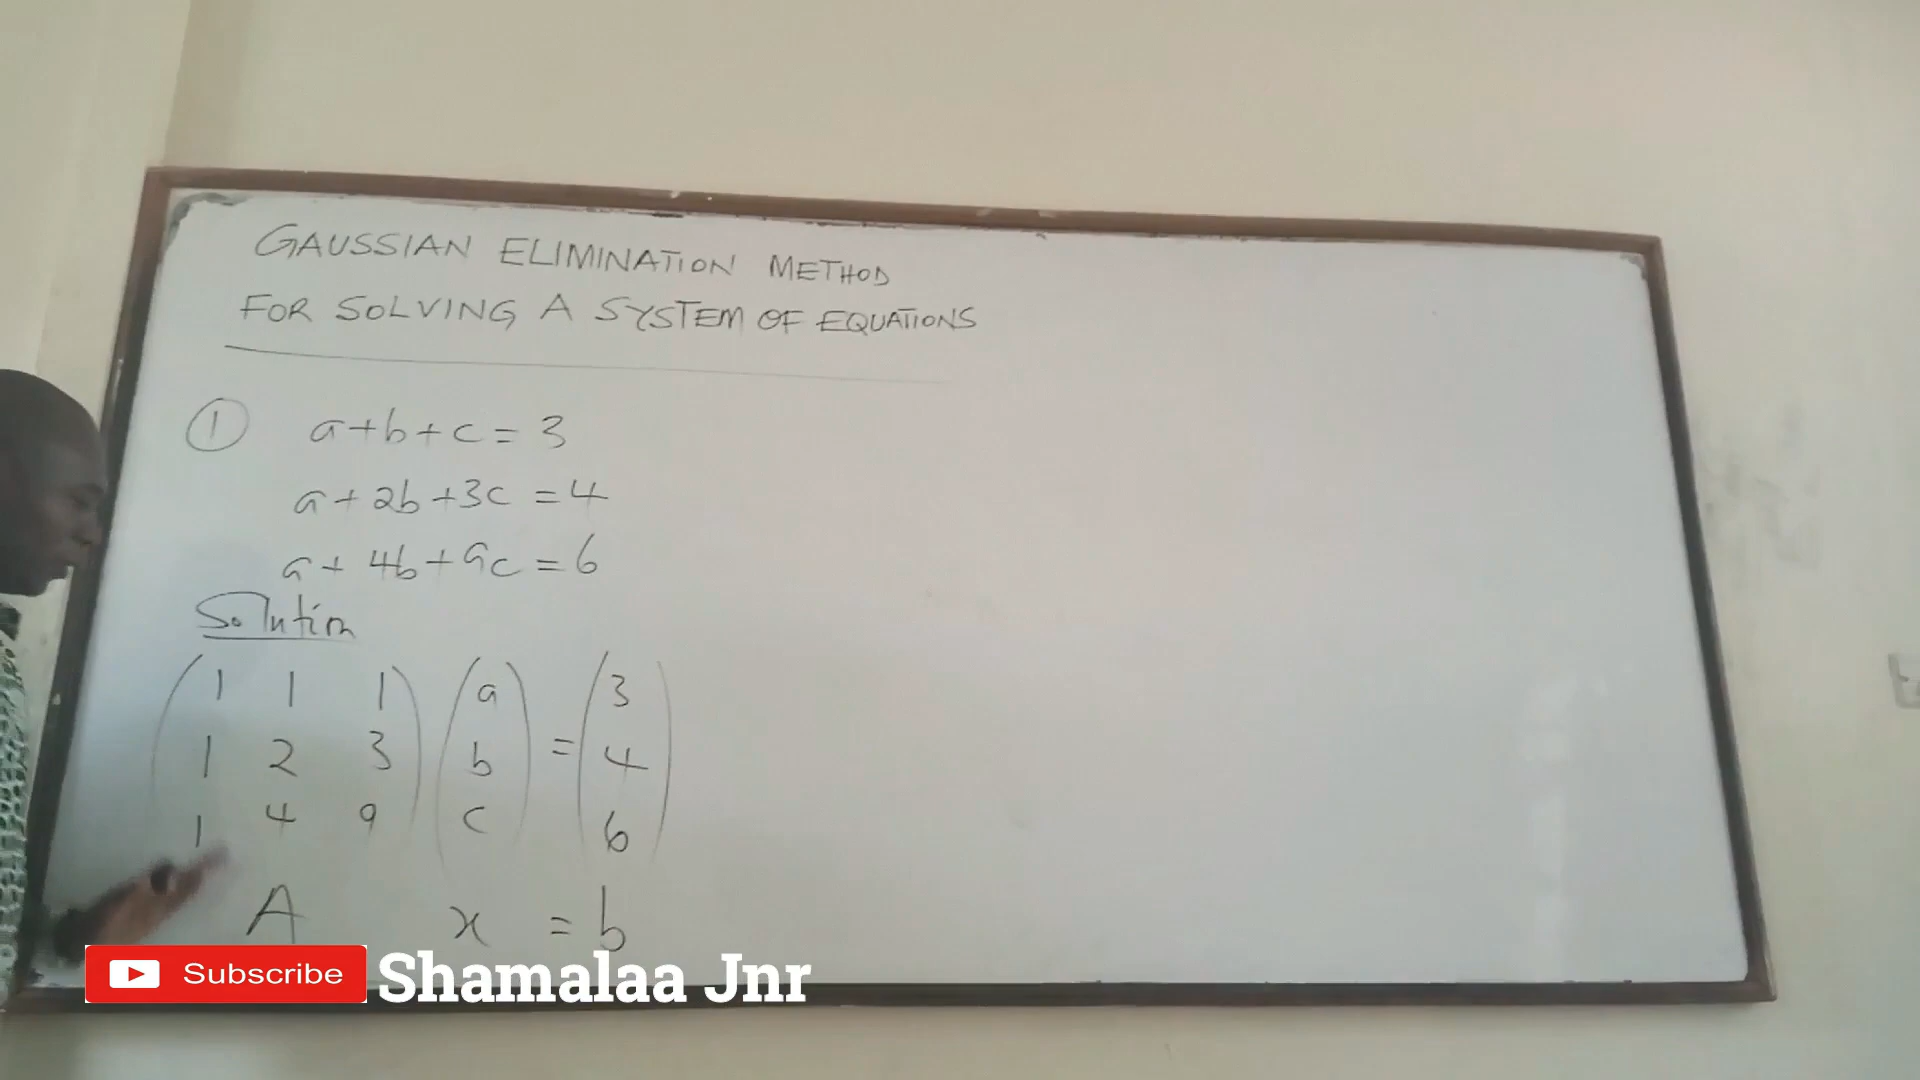 GAUSSIAN ELIMINATION METHOD
FOR SOLVING A SYSTEM OF EQUATIONS
① a+b+c=3
a+2b+3c=4
a+4b+9c=6
Solution
(1 1 1) (a) = (3)
(1 2 3) (b) = (4)
(1 4 9) (c) = (6)
A x = b
Subscribe Shamalaa Jnr